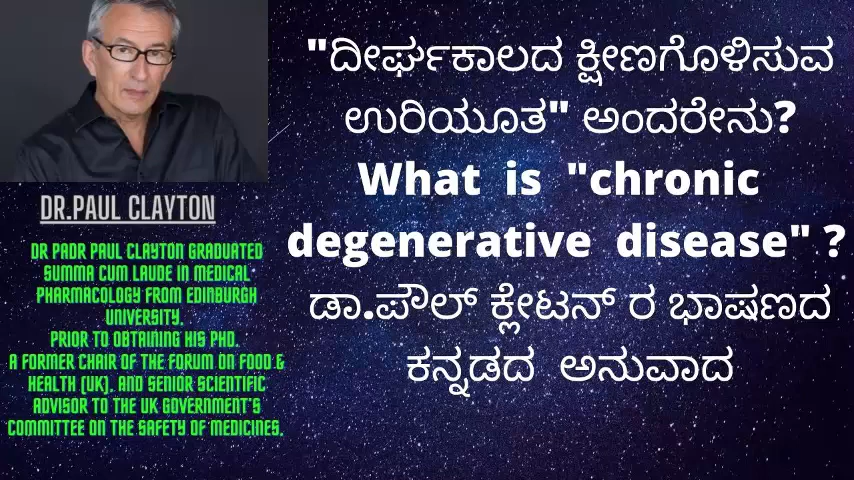 DR.PAUL CLAYTON
DR PADR PAUL CLAYTON GRADUATED
SUMMA CUM LAUDE IN MEDICAL
PHARMACOLOGY FROM EDINBURGH
UNIVERSITY.
PRIOR TO OBTAINING HIS PHD.
A FORMER CHAIR OF THE FORUM ON FOOD &
HEALTH (UK). AND SENIOR SCIENTIFIC
ADVISOR TO THE UK GOVERNMENT'S
COMMITTEE ON THE SAFETY OF MEDICINES.
"ದೀರ್ಘಕಾಲದ ಕ್ಷೀಣಗೊಳಿಸುವ
ಉರಿಯೂತ" ಅಂದರೇನು?
What is "chronic
degenerative disease" ?
ಡಾ.ಪೌಲ್ ಕ್ಲೇಟನ್ ರ ಭಾಷಣದ
ಕನ್ನಡದ ಅನುವಾದ